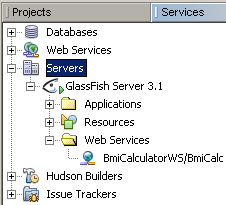 Projects Services
Databases
Web Services
Servers
GlassFish Server 3.1
Applications
Resources
Web Services
BmiCalculatorWS/BmiCalc
Hudson Builders
Issue Trackers